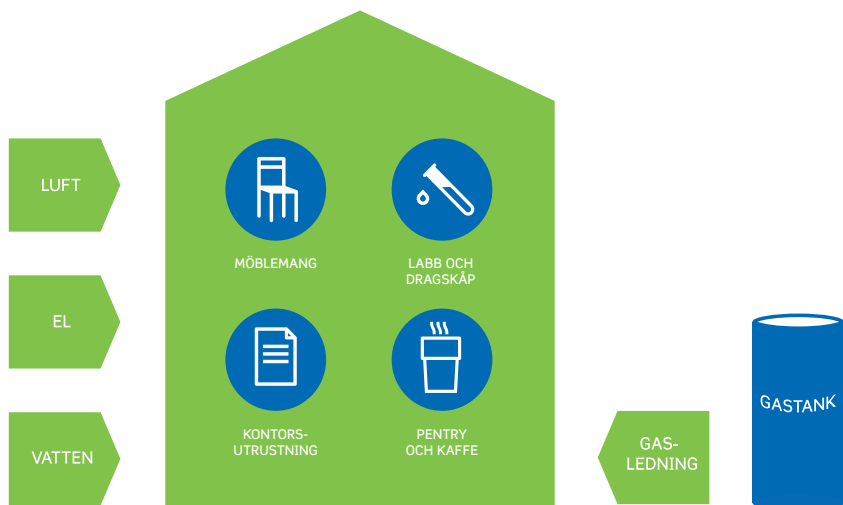 LUFT
EL
VATTEN
MÖBLEMANG
LABB OCH
DRAGSKÅP
KONTORS-
UTRUSTNING
PENTRY
OCH KAFFE
GAS-
LEDNING
GASTANK